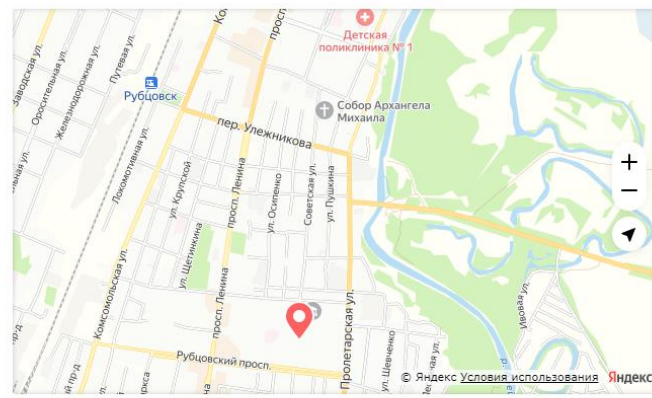 Детская
поликлиника № 1
просп.
Заводская ул.
Оросительная ул.
Железнодорожная ул.
Путевая ул.
Рубцовск
Собор Архангела
Михаила
пер. Улежникова
Локомотивная ул.
ул. Крупской
просп. Ленина
ул. Осипенко
Советская ул.
ул. Пушкина
ул. Щетинкина
Комсомольская ул.
просп. Ленина
Пролетарская ул.
Ивовая ул.
Рубцовский просп.
ул. Шевченко
© Яндекс Условия использования Яндекс